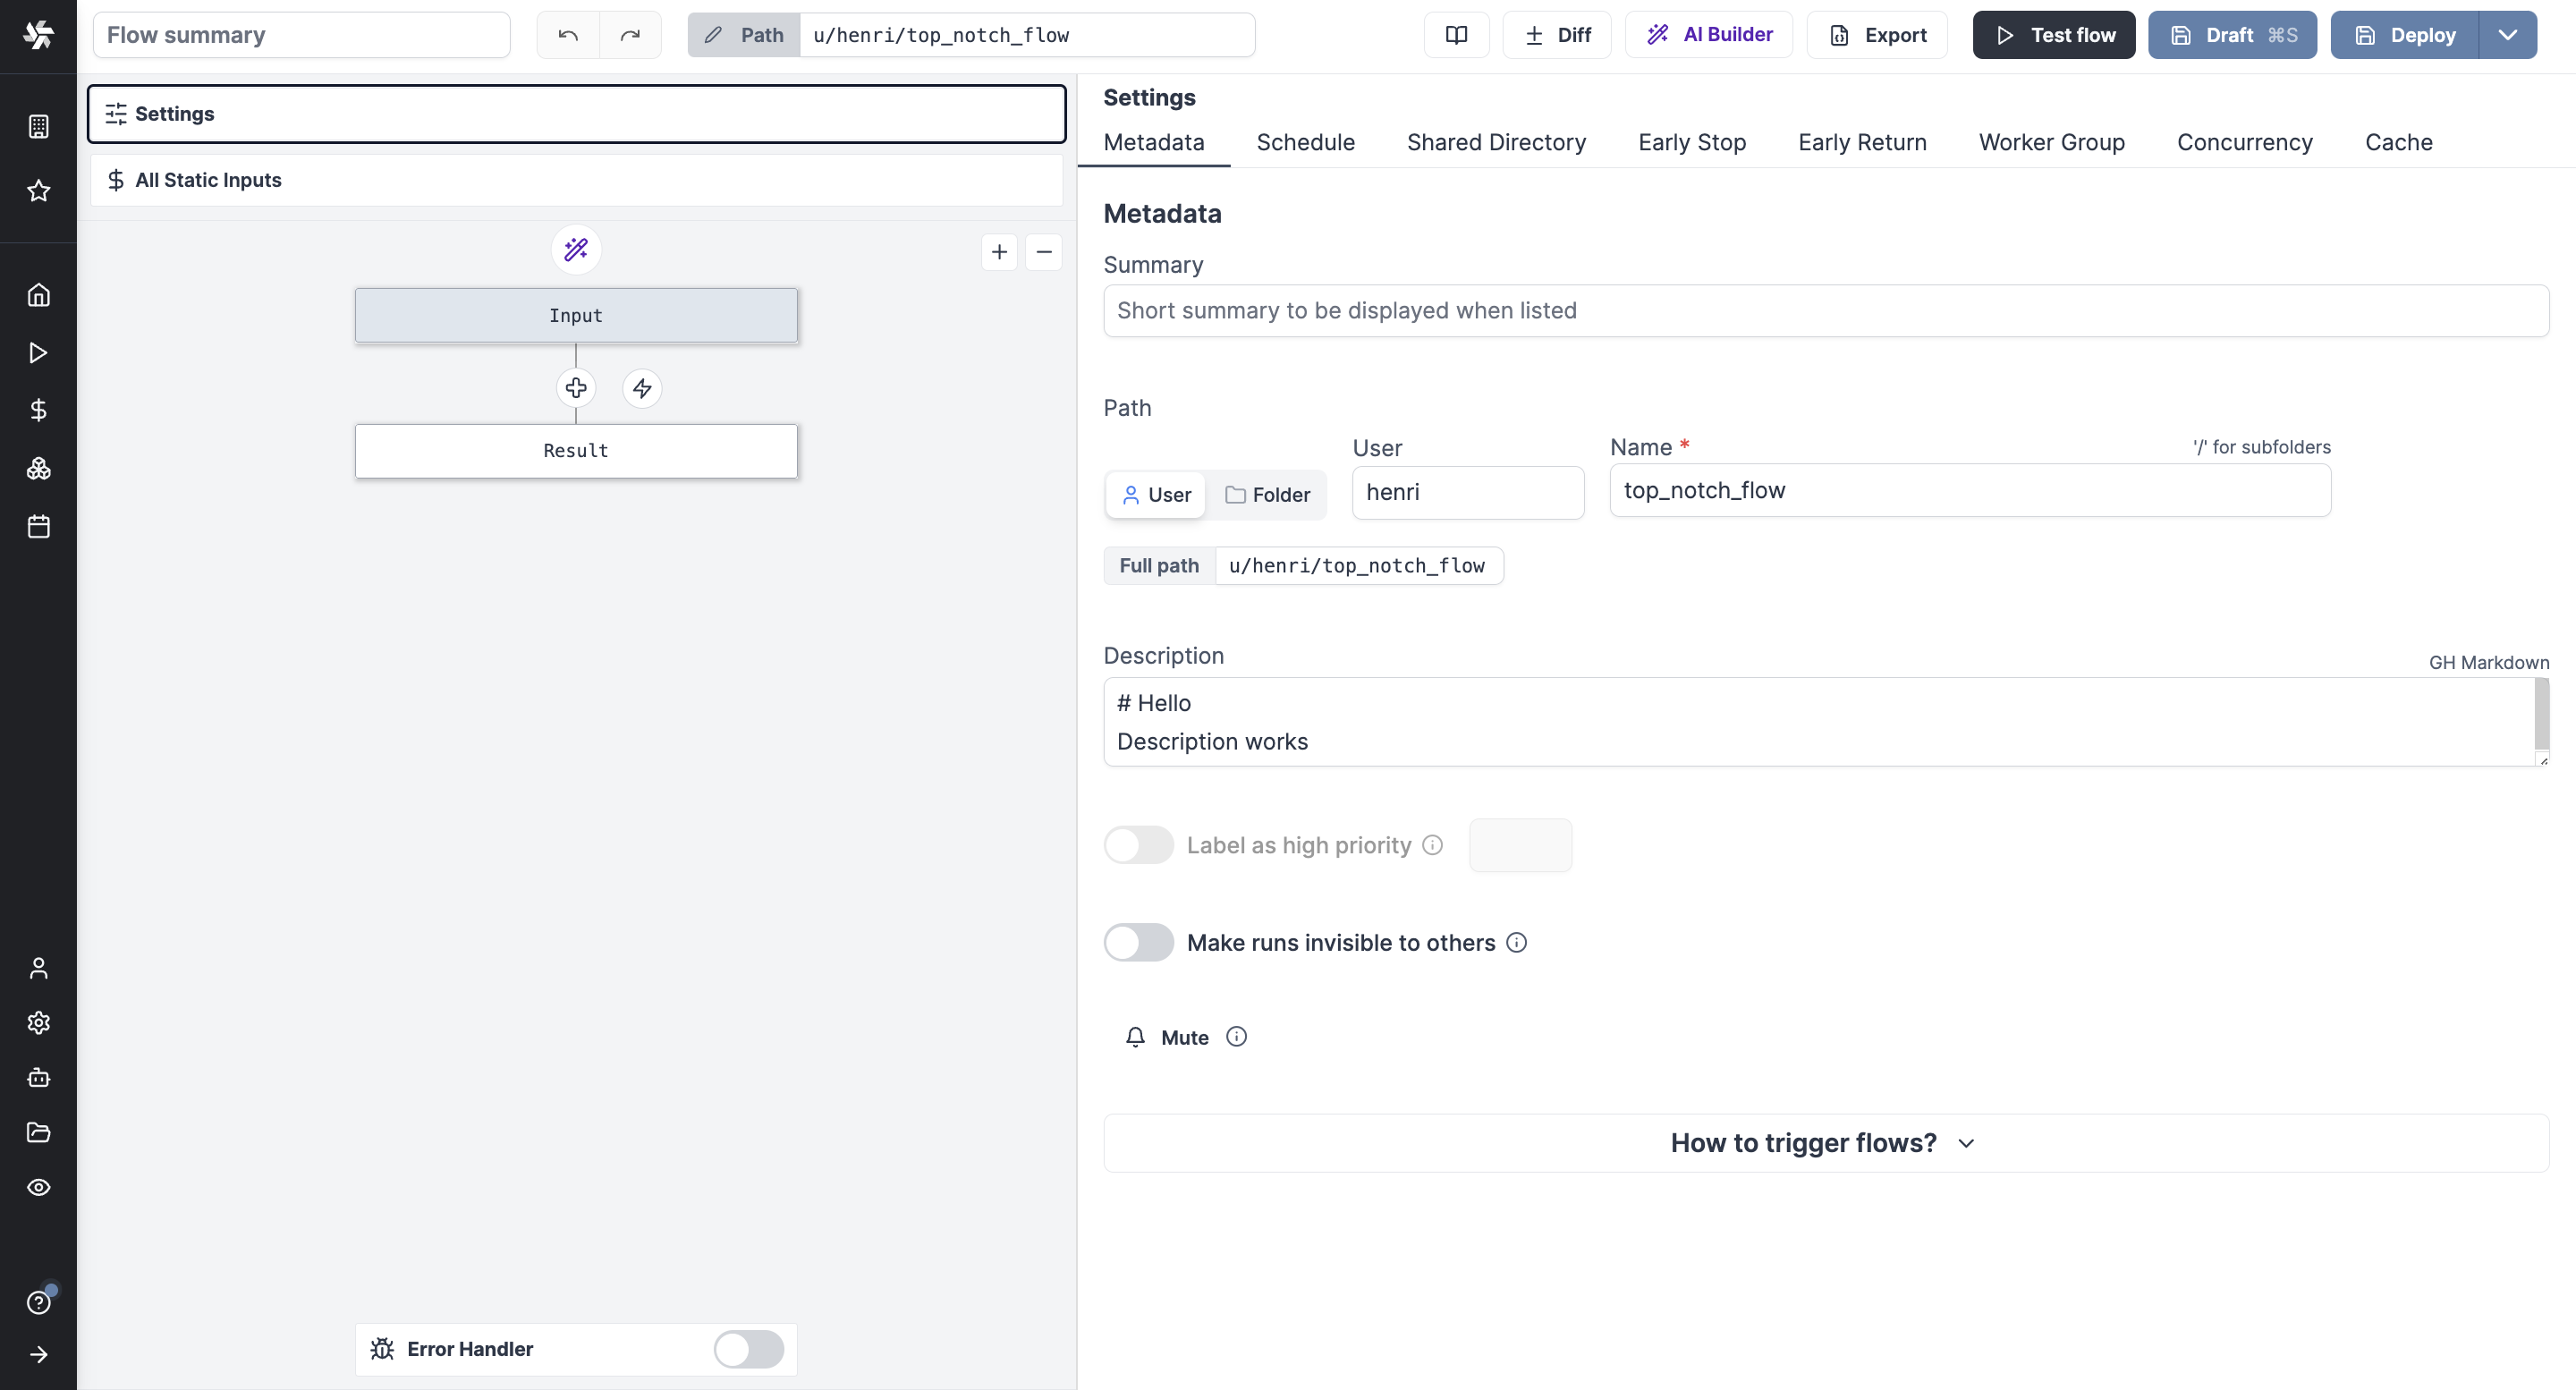 Flow summary
Path u/henri/top_notch_flow
Diff
AI Builder
Export
Test flow
Draft ⌘S
Deploy
Settings
All Static Inputs
Input
Result
Error Handler
Settings
Metadata Schedule Shared Directory Early Stop Early Return Worker Group Concurrency Cache
Metadata
Summary
Short summary to be displayed when listed
Path
User Name * '/' for subfolders
User Folder henri top_notch_flow
Full path u/henri/top_notch_flow
Description GH Markdown
# Hello
Description works
Label as high priority
Make runs invisible to others
Mute
How to trigger flows?